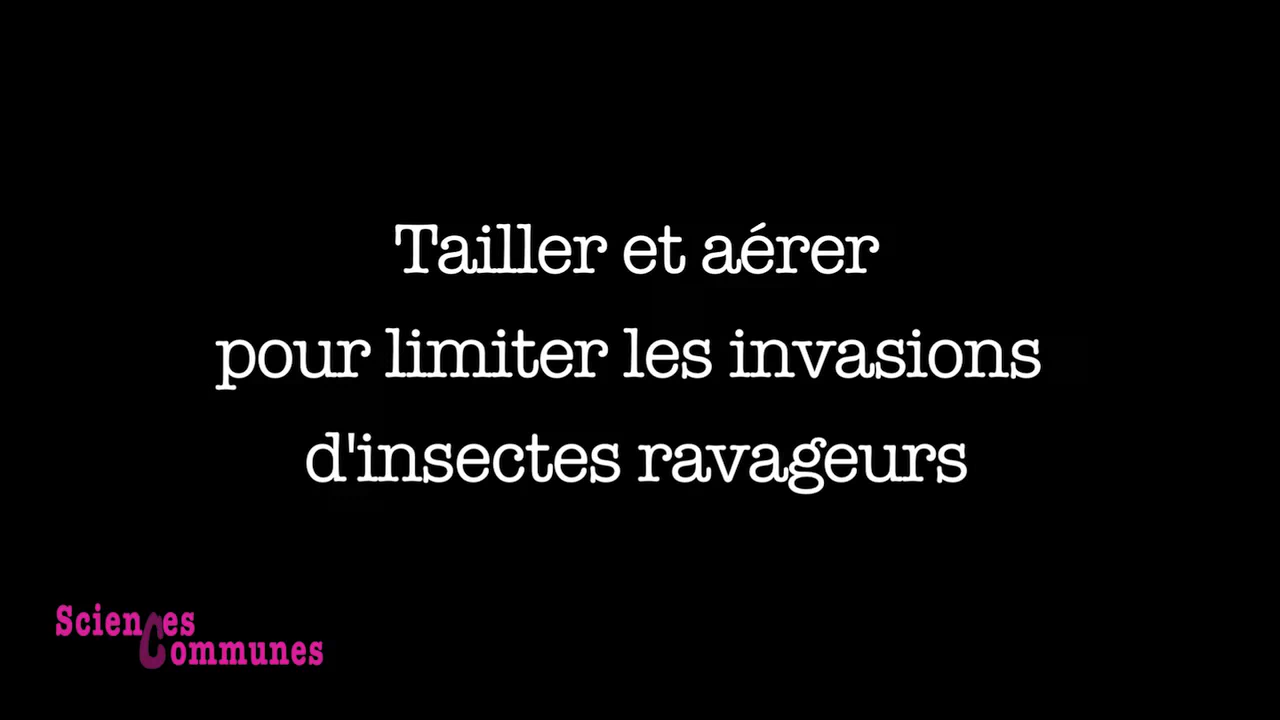 Tailler et aérer
pour limiter les invasions
d'insectes ravageurs
Sciences
Communes